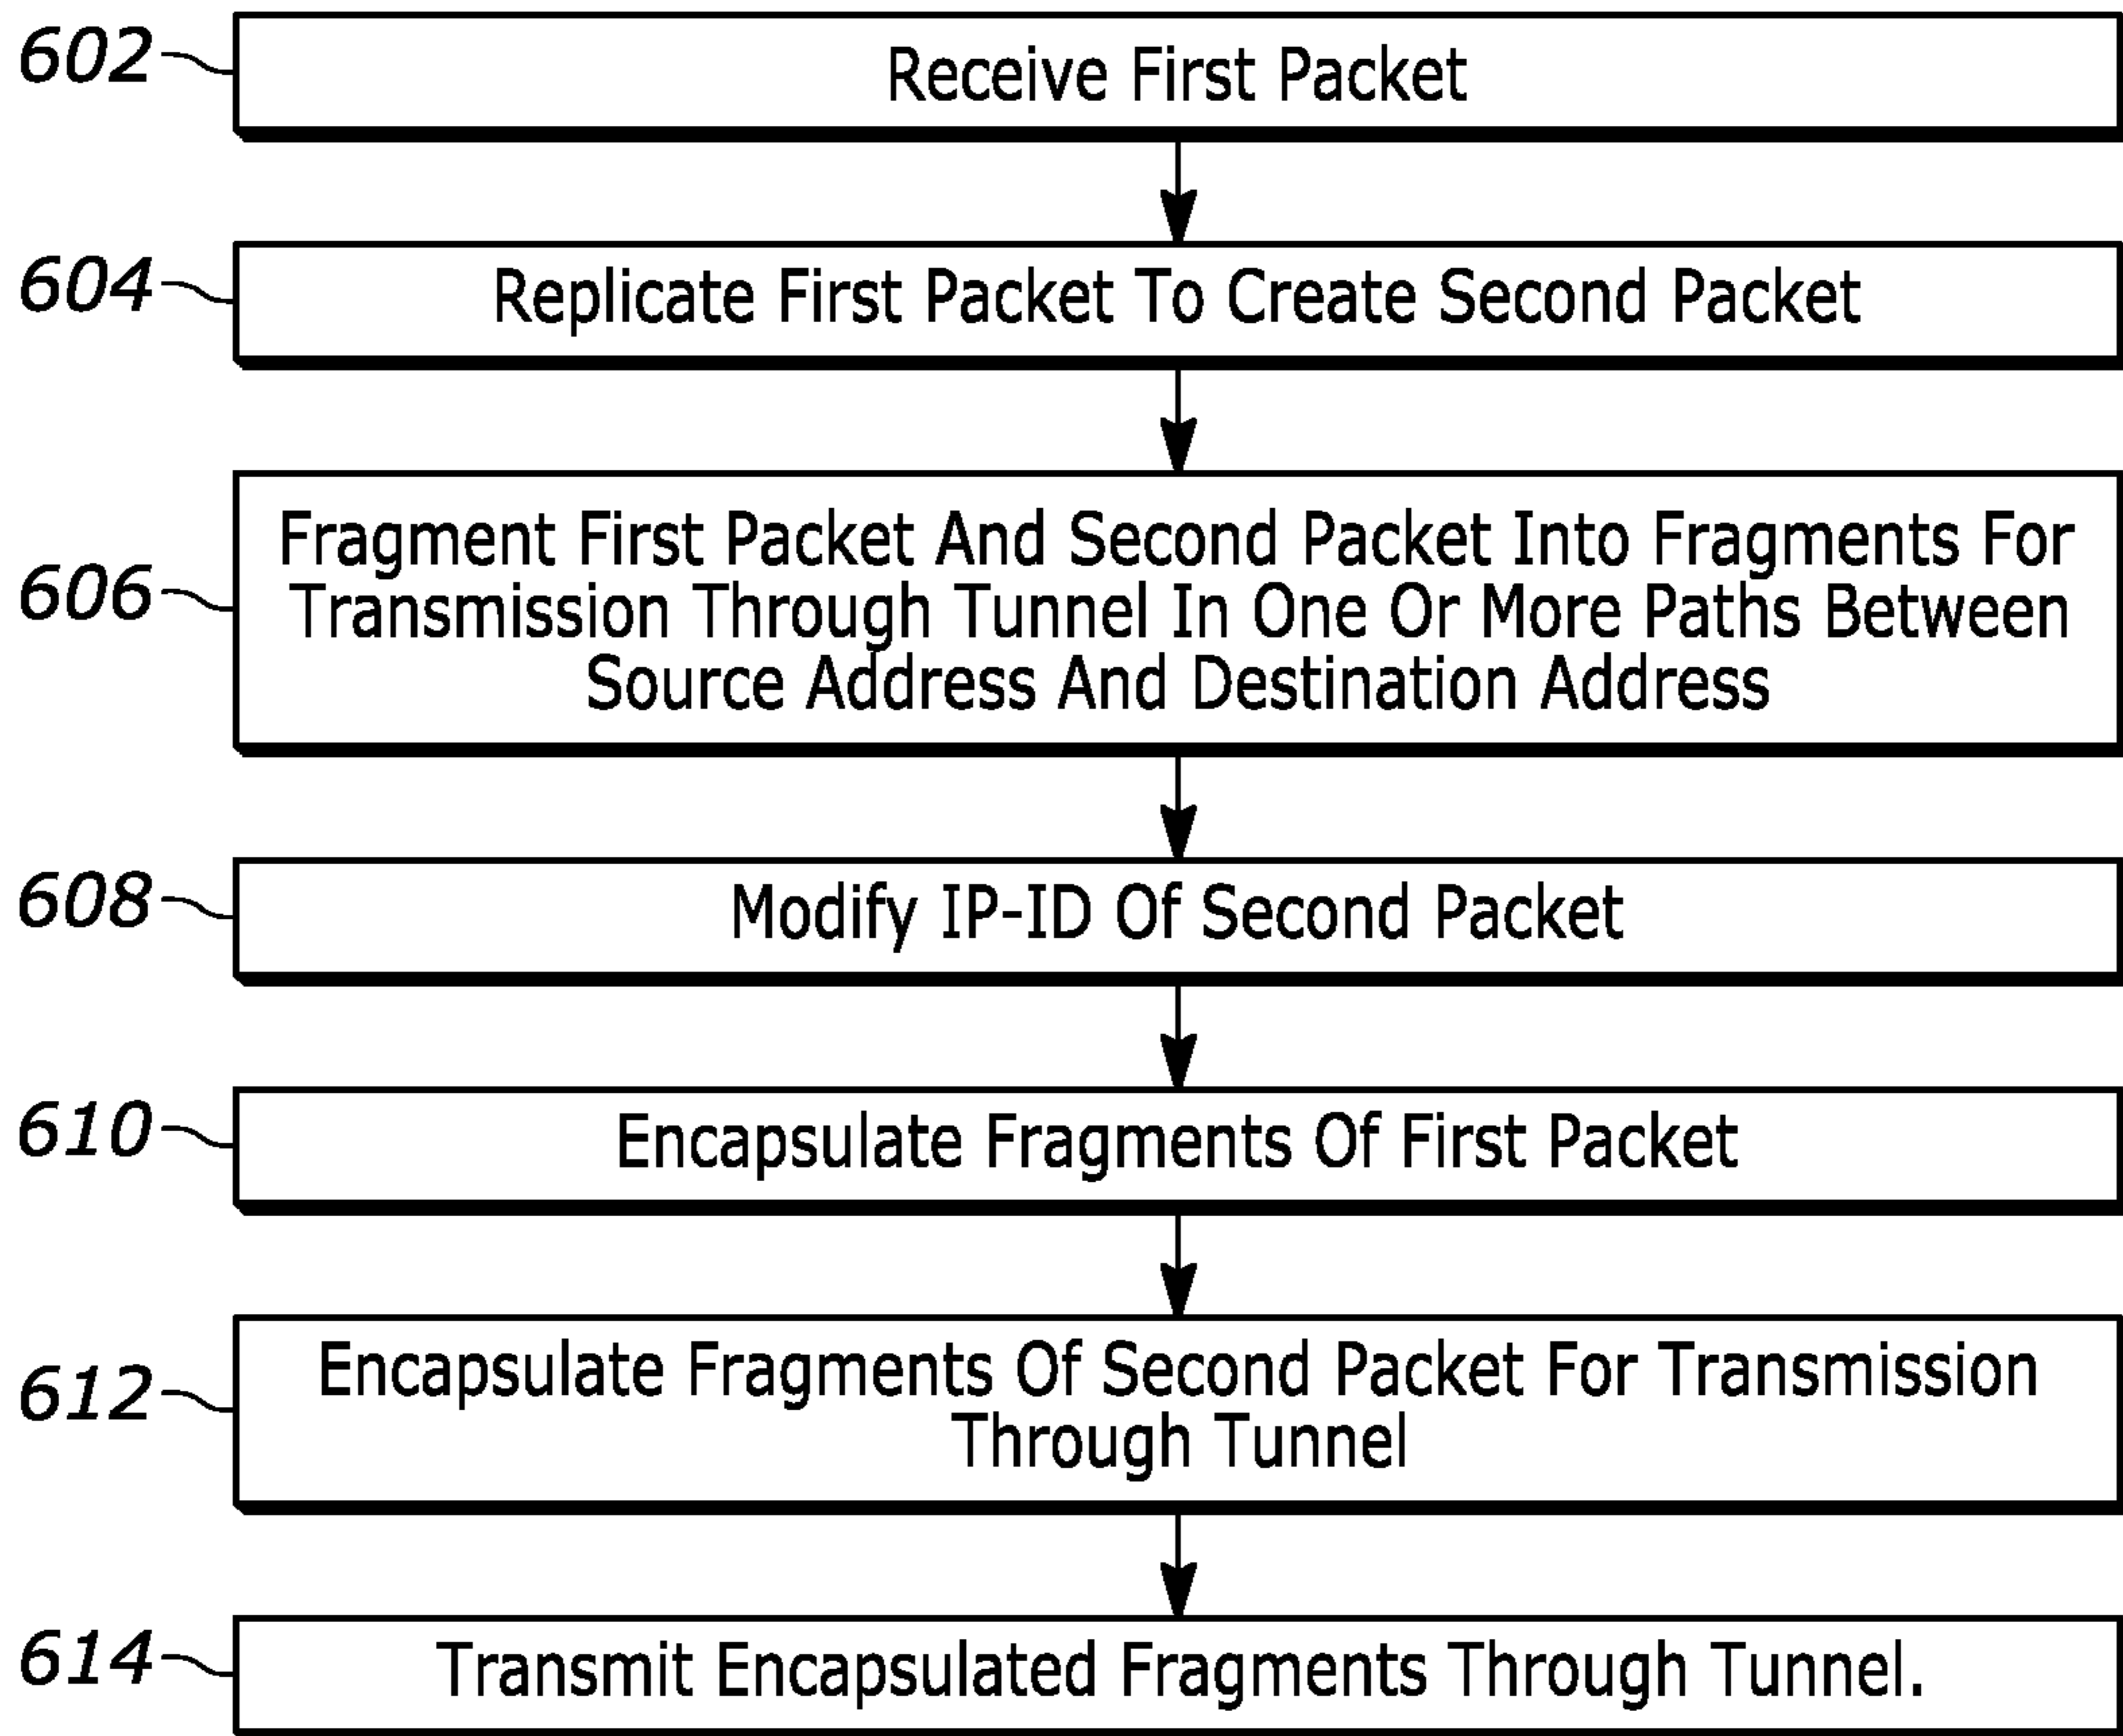 602
Receive First Packet
604
Replicate First Packet To Create Second Packet
606
Fragment First Packet And Second Packet Into Fragments For
Transmission Through Tunnel In One Or More Paths Between
Source Address And Destination Address
608
Modify IP-ID Of Second Packet
610
Encapsulate Fragments Of First Packet
612
Encapsulate Fragments Of Second Packet For Transmission
Through Tunnel
614
Transmit Encapsulated Fragments Through Tunnel.